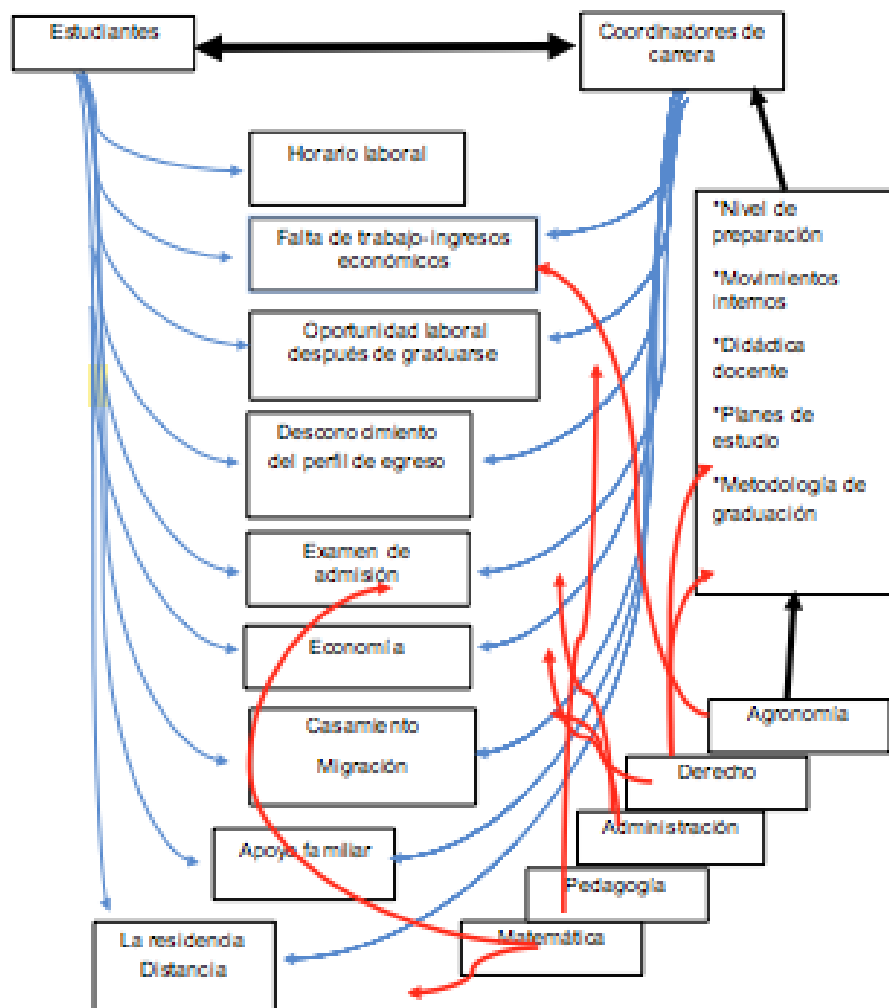 Estudiantes
Coordinadores de
carrera
Horario laboral
Falta de trabajo-ingresos
económicos
Oportunidad laboral
después de graduarse
Desconocimiento
del perfil de egreso
Examen de
admisión
Economía
Casamiento
Migración
Apoyo familiar
La residencia
Distancia
*Nivel de
preparación
*Movimientos
internos
*Didáctica
docente
*Planes de
estudio
*Metodología de
graduación
Agronomía
Derecho
Administración
Pedagogía
Matemática